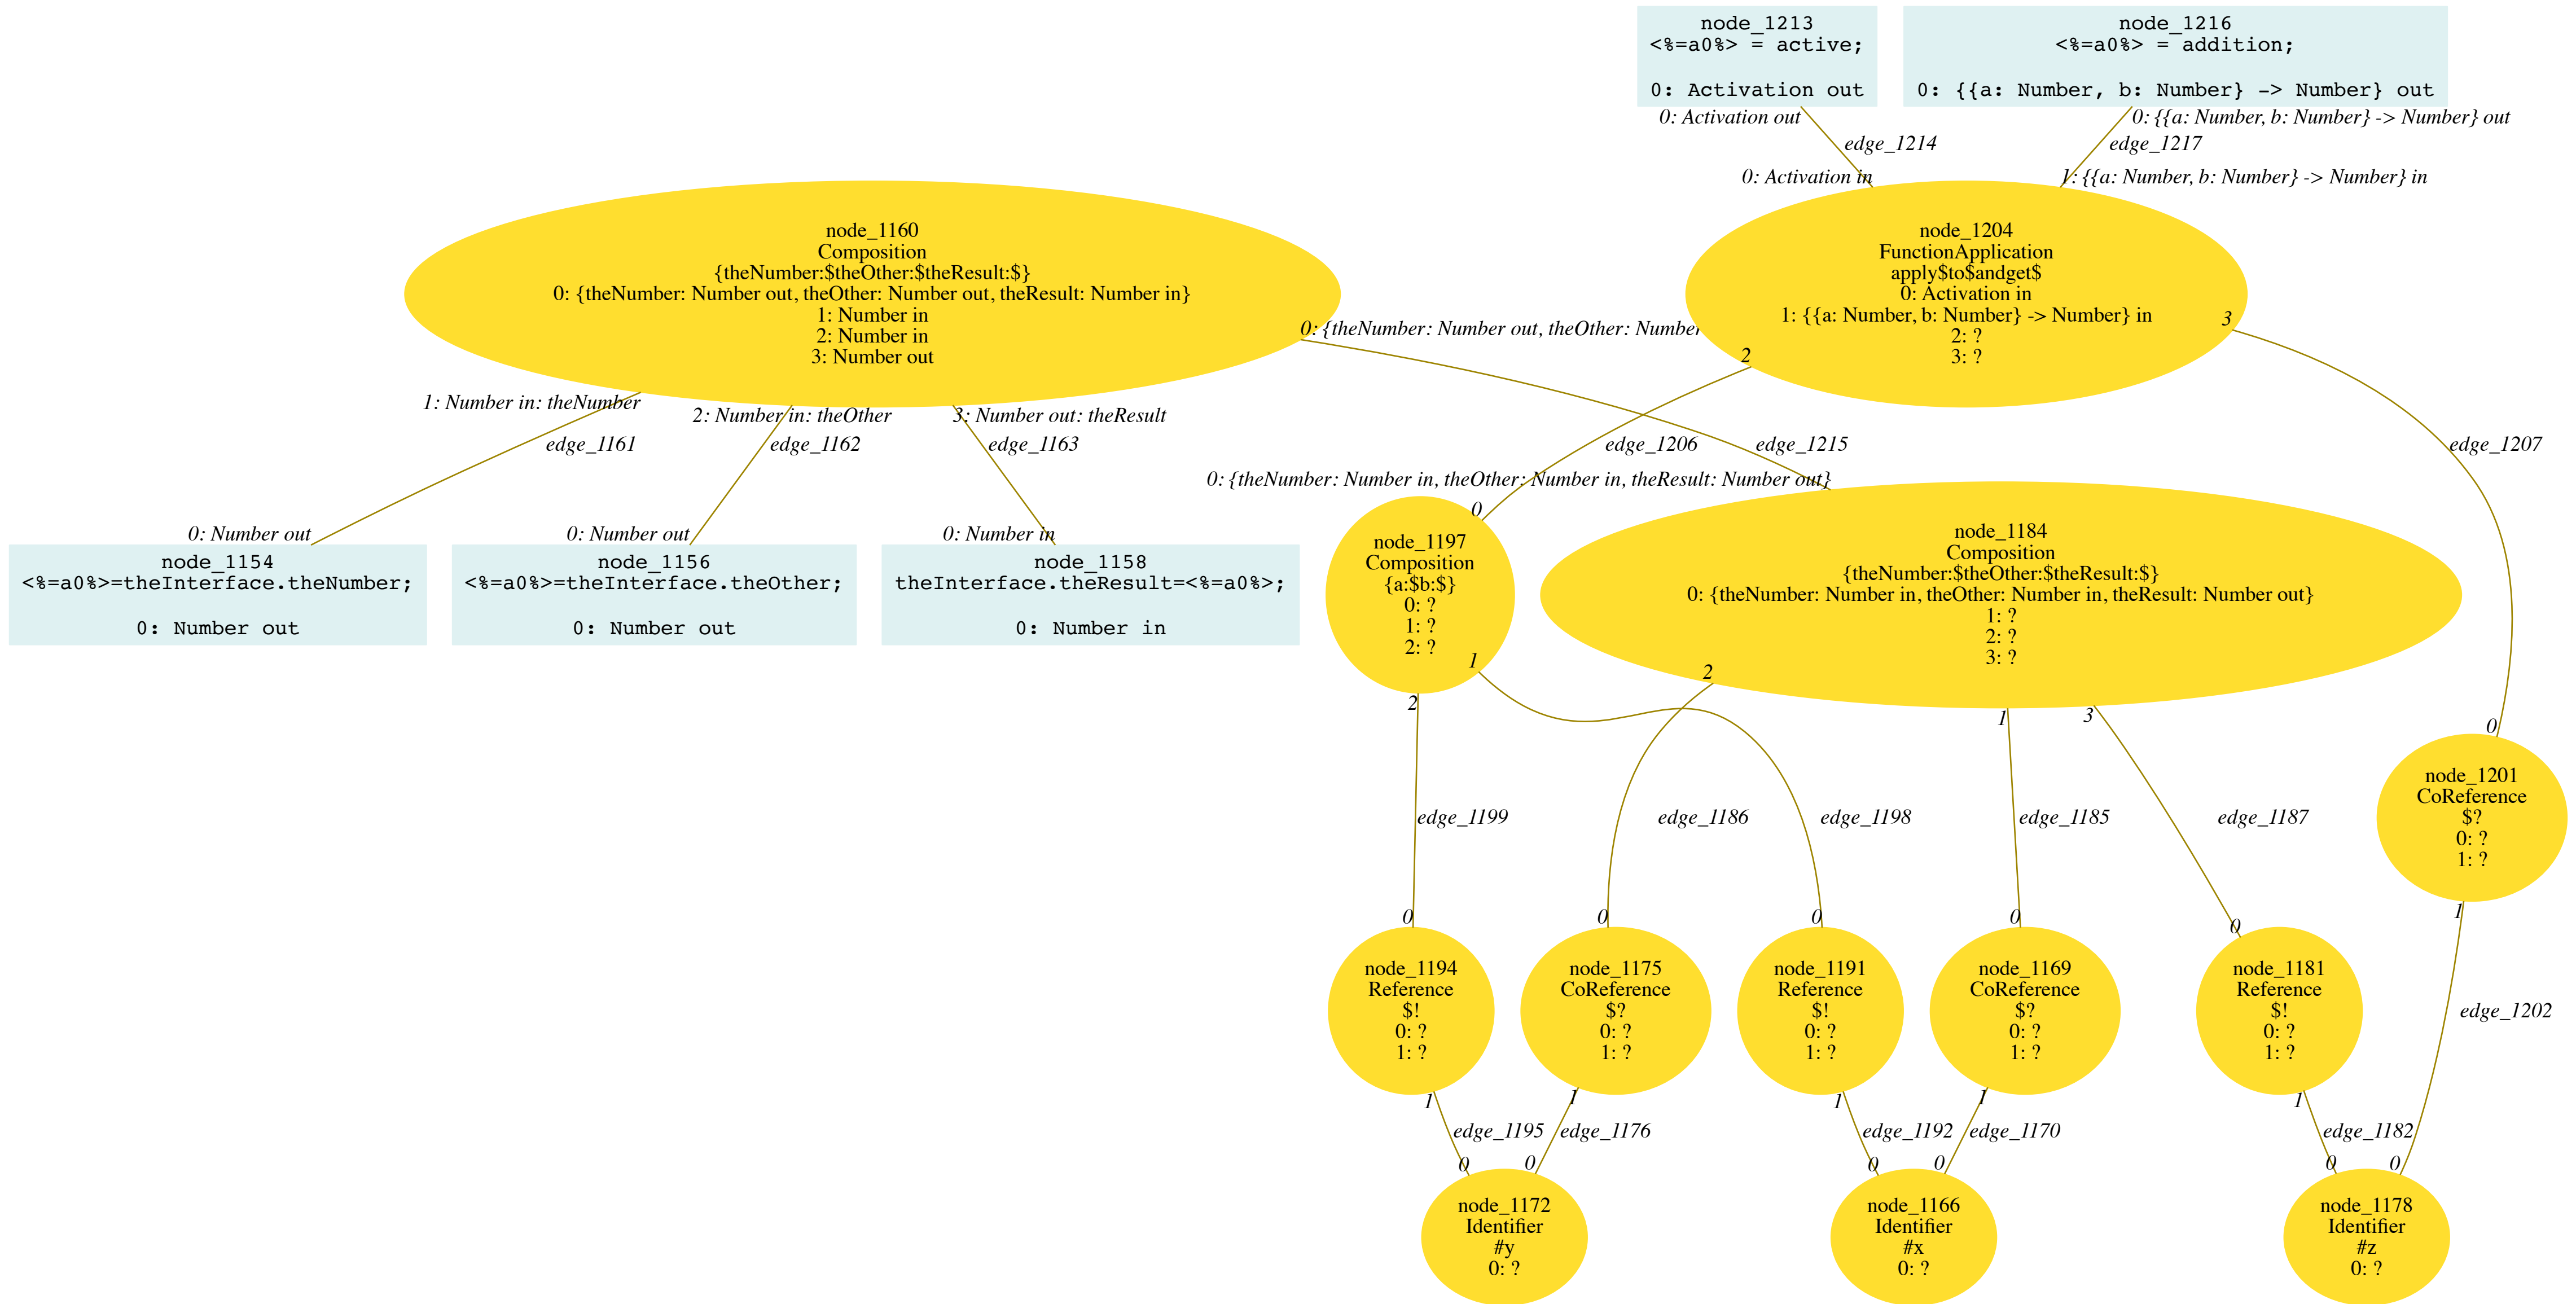 node_1213
<%=a0%> = active;
0: Activation out
node_1216
<%=a0%> = addition;
0: {{a: Number, b: Number} -> Number} out
0: Activation out
0: {{a: Number, b: Number} -> Number} out
edge_1214
edge_1217
0: Activation in
1: {{a: Number, b: Number} -> Number} in
node_1160
Composition
{theNumber:$theOther:$theResult:$}
0: {theNumber: Number out, theOther: Number out, theResult: Number in}
1: Number in
2: Number in
3: Number out
node_1204
FunctionApplication
apply$to$andget$
0: Activation in
1: {{a: Number, b: Number} -> Number} in
2: ?
3: ?
0: {theNumber: Number out, theOther: Number
3
2
1: Number in: theNumber
2: Number in: theOther
3: Number out: theResult
edge_1161
edge_1162
edge_1163
edge_1206
edge_1215
edge_1207
0: {theNumber: Number in, theOther: Number in, theResult: Number out}
0
0: Number out
0: Number out
0: Number in
node_1154
<%=a0%>=theInterface.theNumber;
0: Number out
node_1156
<%=a0%>=theInterface.theOther;
0: Number out
node_1158
theInterface.theResult=<%=a0%>;
0: Number in
node_1197
Composition
{a:$b:$}
0: ?
1: ?
2: ?
node_1184
Composition
{theNumber:$theOther:$theResult:$}
0: {theNumber: Number in, theOther: Number in, theResult: Number out}
1: ?
2: ?
3: ?
1
2
2
1
3
0
node_1201
CoReference
$?
0: ?
1: ?
edge_1199
edge_1186
edge_1198
edge_1185
edge_1187
0
0
0
0
0
1
node_1194
Reference
$!
0: ?
1: ?
node_1175
CoReference
$?
0: ?
1: ?
node_1191
Reference
$!
0: ?
1: ?
node_1169
CoReference
$?
0: ?
1: ?
node_1181
Reference
$!
0: ?
1: ?
edge_1202
1
1
1
1
1
edge_1195
edge_1176
edge_1192
edge_1170
edge_1182
0
0
0
0
0
0
node_1172
Identifier
#y
0: ?
node_1166
Identifier
#x
0: ?
node_1178
Identifier
#z
0: ?